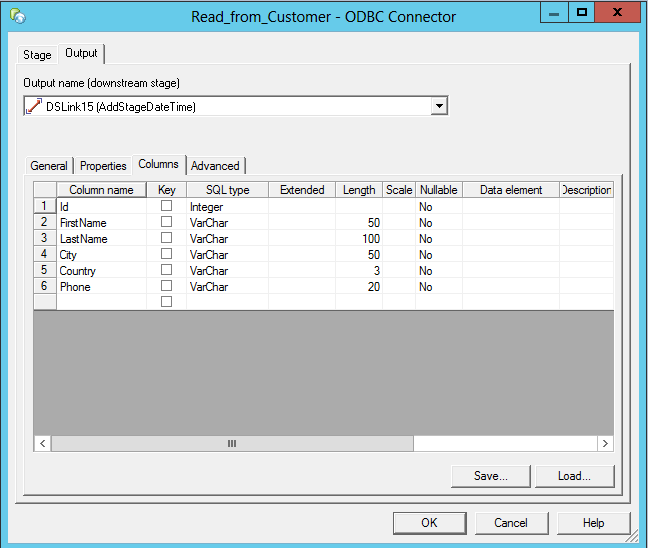 Read_from_Customer - ODBC Connector
Stage Output
Output name (downstream stage)
DSLink15 (AddStageDateTime)
General Properties Columns Advanced
Column name Key SQL type Extended Length Scale Nullable Data element Description
1 Id Integer No
2 FirstName VarChar 50 No
3 LastName VarChar 100 No
4 City VarChar 50 No
5 Country VarChar 3 No
6 Phone VarChar 20 No
Save... Load...
OK Cancel Help